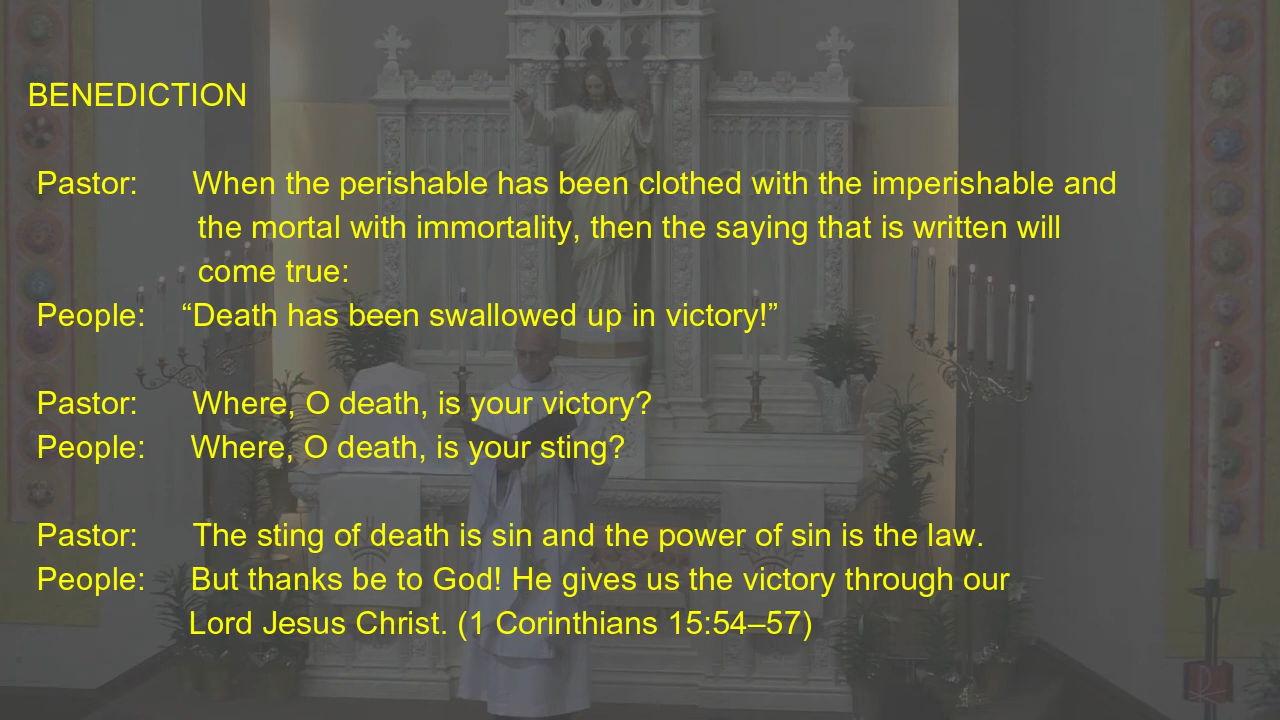 BENEDICTION
Pastor: When the perishable has been clothed with the imperishable and
the mortal with immortality, then the saying that is written will
come true:
People: “Death has been swallowed up in victory!”
Pastor: Where, O death, is your victory?
People: Where, O death, is your sting?
Pastor: The sting of death is sin and the power of sin is the law.
People: But thanks be to God! He gives us the victory through our
Lord Jesus Christ. (1 Corinthians 15:54–57)